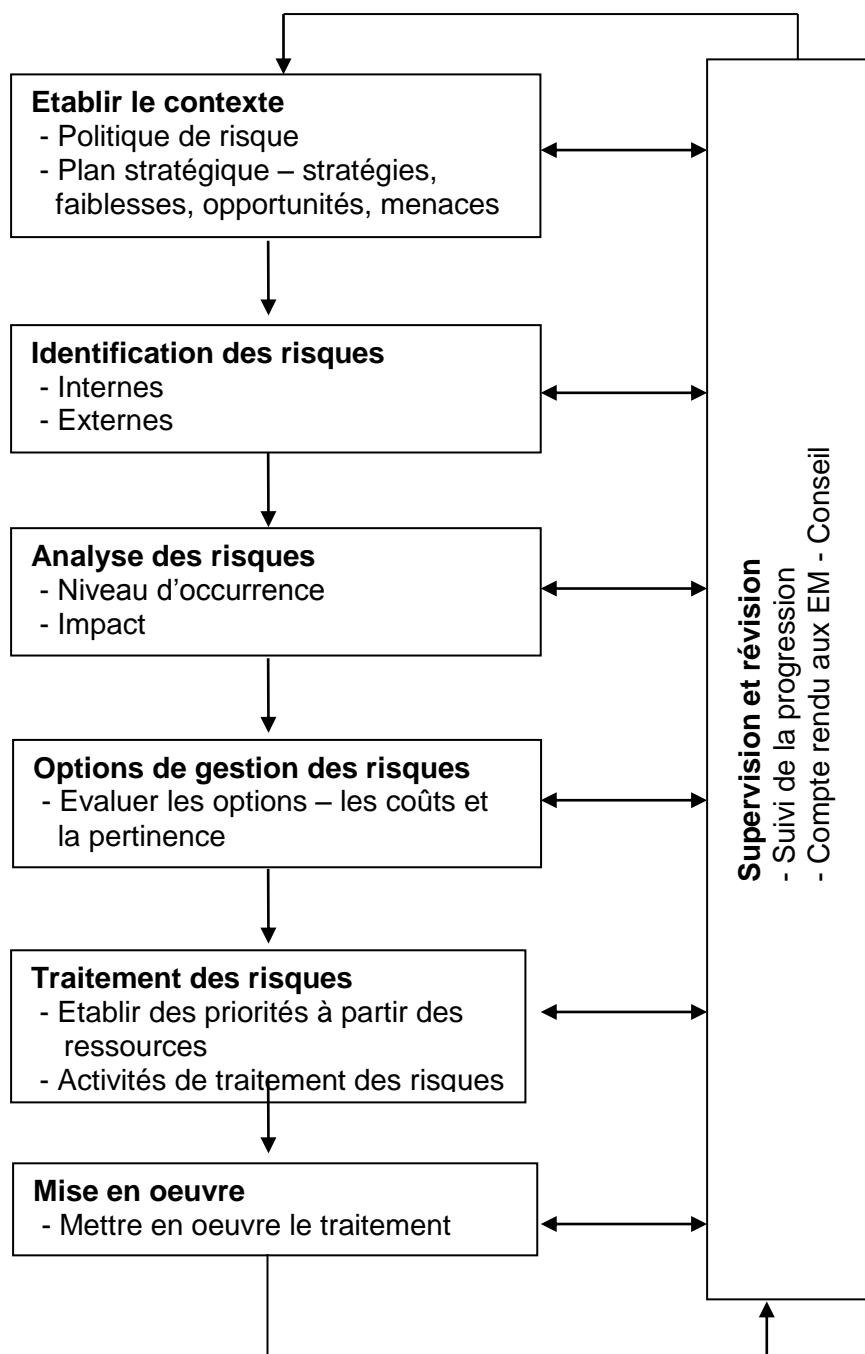 Etablir le contexte
- Politique de risque
- Plan stratégique – stratégies,
faiblesses, opportunités, menaces
Identification des risques
- Internes
- Externes
Analyse des risques
- Niveau d’occurrence
- Impact
Options de gestion des risques
- Evaluer les options – les coûts et
la pertinence
Traitement des risques
- Etablir des priorités à partir des
ressources
- Activités de traitement des risques
Mise en oeuvre
- Mettre en oeuvre le traitement
Supervision et révision
- Suivi de la progression
- Compte rendu aux EM - Conseil